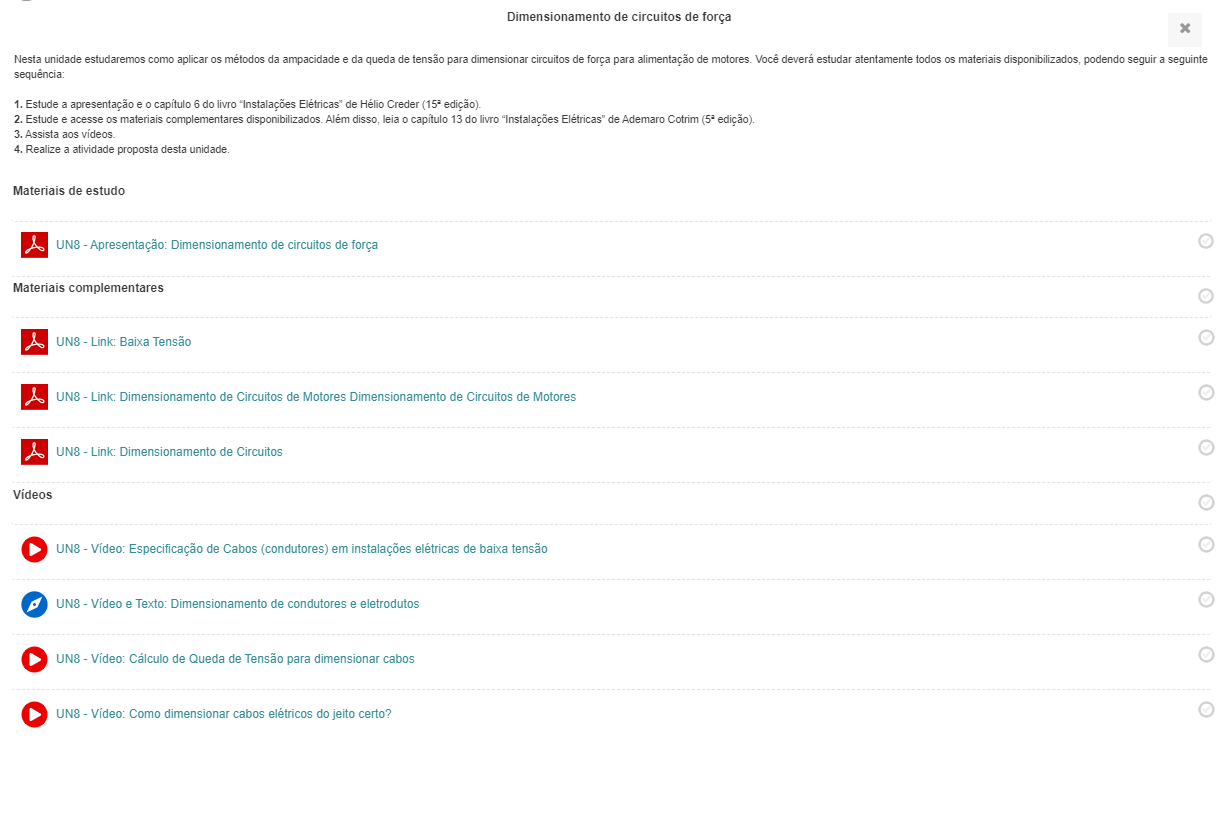 Dimensionamento de circuitos de força
Nesta unidade estudaremos como aplicar os métodos da ampacidade e da queda de tensão para dimensionar circuitos de força para alimentação de motores. Você deverá estudar atentamente todos os materiais disponibilizados, podendo seguir a seguinte
sequência:
1. Estude a apresentação e o capítulo 6 do livro “Instalações Elétricas” de Hélio Creder (15ª edição).
2. Estude e acesse os materiais complementares disponibilizados. Além disso, leia o capítulo 13 do livro “Instalações Elétricas” de Ademaro Cotrim (5ª edição).
3. Assista aos vídeos.
4. Realize a atividade proposta desta unidade.
Materiais de estudo
UN8 - Apresentação: Dimensionamento de circuitos de força
Materiais complementares
UN8 - Link: Baixa Tensão
UN8 - Link: Dimensionamento de Circuitos de Motores Dimensionamento de Circuitos de Motores
UN8 - Link: Dimensionamento de Circuitos
Vídeos
UN8 - Vídeo: Especificação de Cabos (condutores) em instalações elétricas de baixa tensão
UN8 - Vídeo e Texto: Dimensionamento de condutores e eletrodutos
UN8 - Vídeo: Cálculo de Queda de Tensão para dimensionar cabos
UN8 - Vídeo: Como dimensionar cabos elétricos do jeito certo?